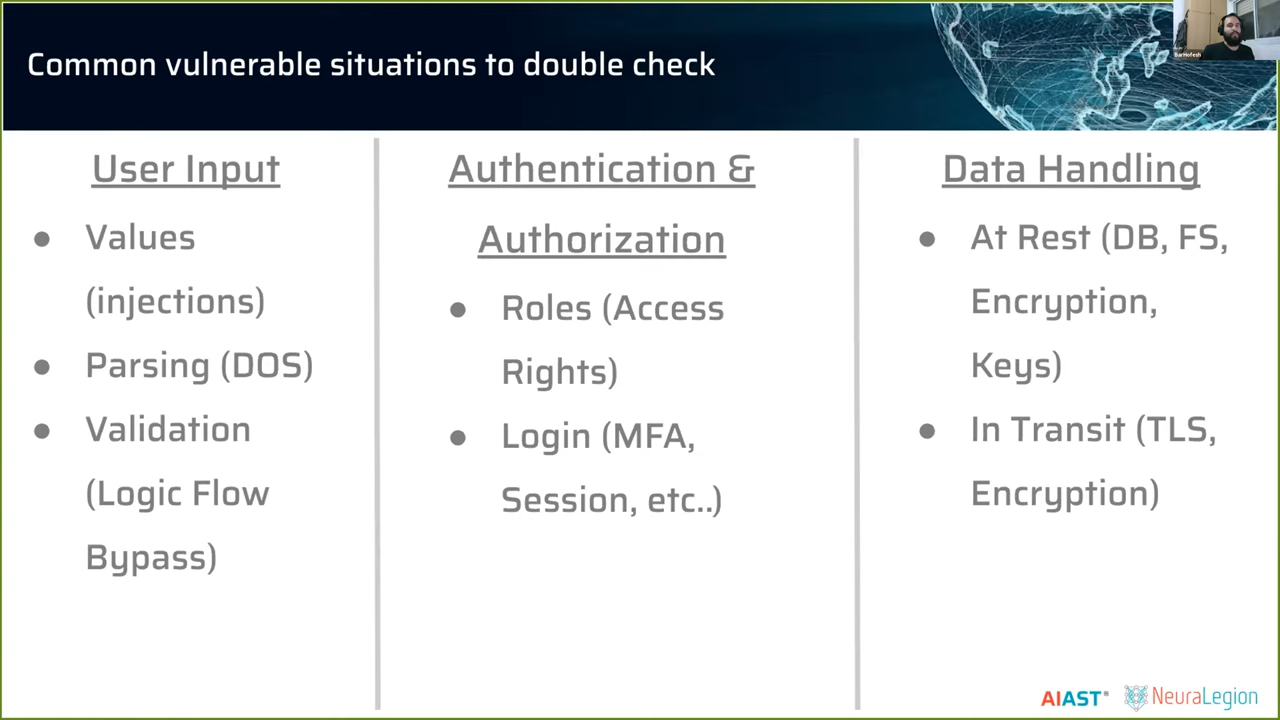 Common vulnerable situations to double check
BarHofesh
User Input
● Values
(injections)
● Parsing (DOS)
● Validation
(Logic Flow
Bypass)
Authentication &
Authorization
● Roles (Access
Rights)
● Login (MFA,
Session, etc..)
Data Handling
● At Rest (DB, FS,
Encryption,
Keys)
● In Transit (TLS,
Encryption)
AIAST®
NeuraLegion